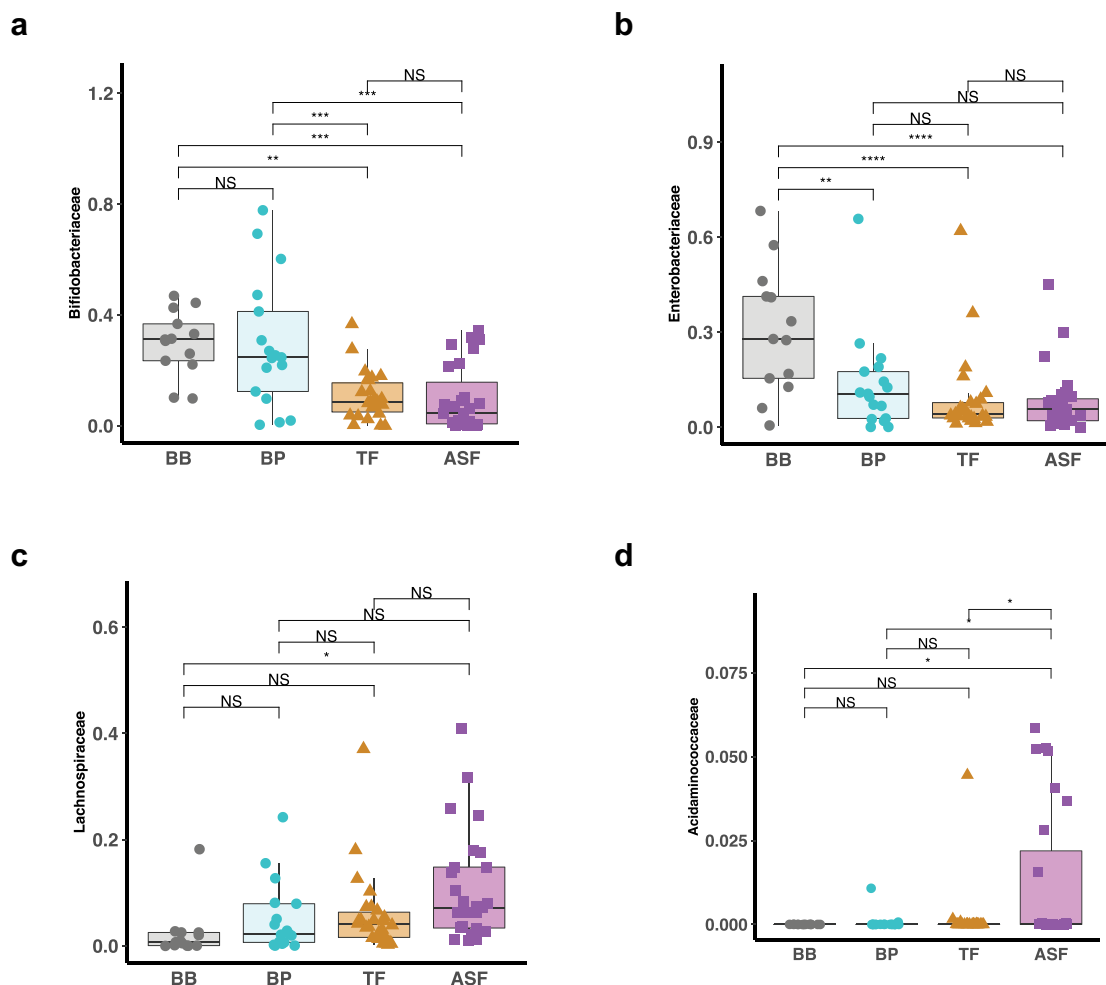 a
Bifidobacteriaceae
1.2
0.8
0.4
0.0
NS
***
***
***
**
NS
BB BP TF ASF
b
Enterobacteriaceae
0.9
0.6
0.3
0.0
NS
NS
NS
****
****
**
BB BP TF ASF
c
Lachnospiraceae
0.6
0.4
0.2
0.0
NS
NS
NS
*
NS
NS
BB BP TF ASF
d
Acidaminococcaceae
0.075
0.050
0.025
0.000
*
*
NS
*
NS
NS
BB BP TF ASF